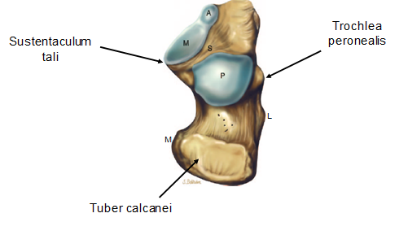 Trochlea
peronealis
Sustentaculum
tali
A
M
S
P
L
M
Tuber calcanei